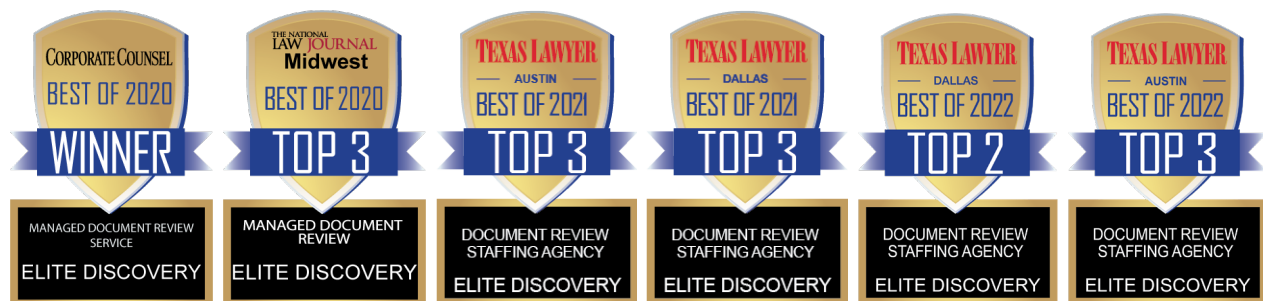 CORPORATE COUNSEL
BEST OF 2020
WINNER
MANAGED DOCUMENT REVIEW
SERVICE
ELITE DISCOVERY
THE NATIONAL
LAW JOURNAL
Midwest
BEST OF 2020
TOP 3
MANAGED DOCUMENT
REVIEW
ELITE DISCOVERY
TEXAS LAWYER
AUSTIN
BEST OF 2021
TOP 3
DOCUMENT REVIEW
STAFFING AGENCY
ELITE DISCOVERY
TEXAS LAWYER
DALLAS
BEST OF 2021
TOP 3
DOCUMENT REVIEW
STAFFING AGENCY
ELITE DISCOVERY
TEXAS LAWYER
DALLAS
BEST OF 2022
TOP 2
DOCUMENT REVIEW
STAFFING AGENCY
ELITE DISCOVERY
TEXAS LAWYER
AUSTIN
BEST OF 2022
TOP 3
DOCUMENT REVIEW
STAFFING AGENCY
ELITE DISCOVERY